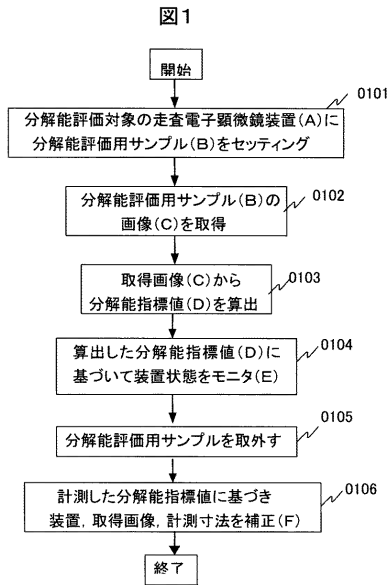 図1
開始
0101
分解能評価対象の走査電子顕微鏡装置(A)に
分解能評価用サンプル(B)をセッティング
0102
分解能評価用サンプル(B)の
画像(C)を取得
0103
取得画像(C)から
分解能指標値(D)を算出
0104
算出した分解能指標値(D)に
基づいて装置状態をモニタ(E)
0105
分解能評価用サンプルを取外す
0106
計測した分解能指標値に基づき
装置，取得画像，計測寸法を補正(F)
終了